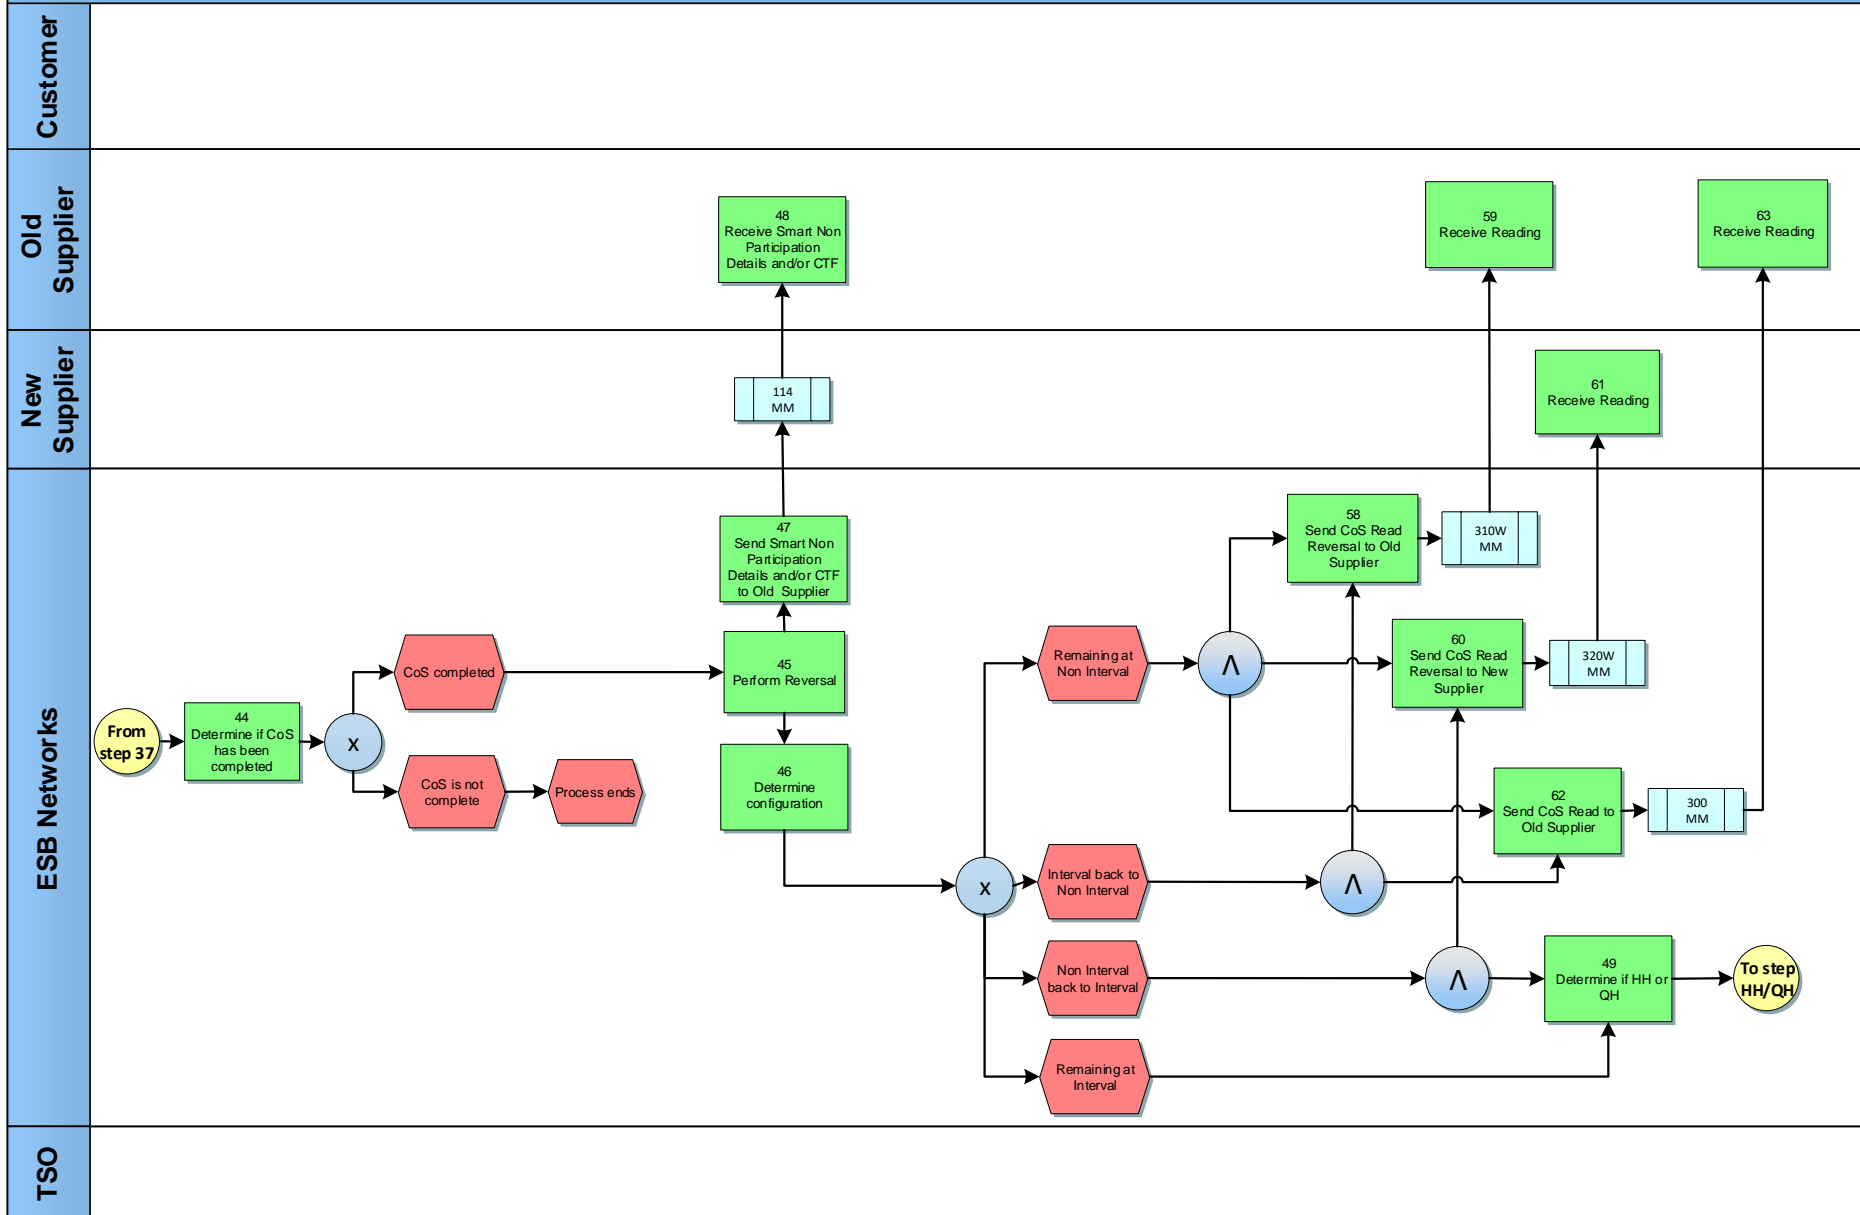 Customer
Old
Supplier
48
Receive Smart Non
Participation
Details and/or CTF
59
Receive Reading
63
Receive Reading
New
Supplier
114
MM
61
Receive Reading
ESB Networks
From
step 37
44
Determine if CoS
has been
completed
x
CoS completed
CoS is not
complete
Process ends
47
Send Smart Non
Participation
Details and/or CTF
to Old Supplier
45
Perform Reversal
46
Determine
configuration
x
Remaining at
Non Interval
Interval back to
Non Interval
Non Interval
back to Interval
Remaining at
Interval
Λ
Λ
Λ
58
Send CoS Read
Reversal to Old
Supplier
310W
MM
60
Send CoS Read
Reversal to New
Supplier
320W
MM
62
Send CoS Read to
Old Supplier
300
MM
49
Determine if HH or
QH
To step
HH/QH
TSO